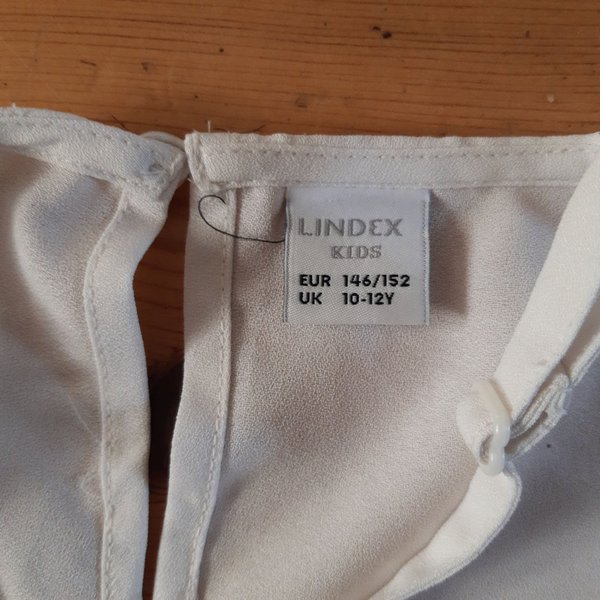 LINDEX
KIDS
EUR 146/152
UK 10-12Y